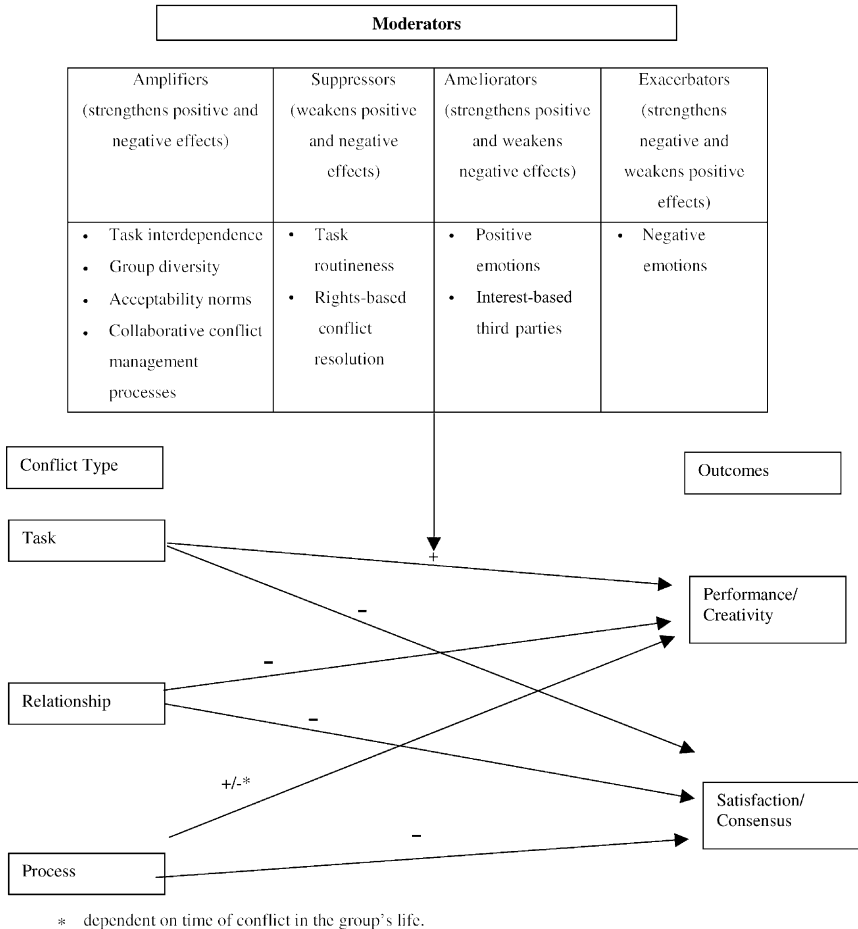 Moderators
Amplifiers
(strengthens positive and
negative effects)
Suppressors
(weakens positive
and negative
effects)
Ameliorators
(strengthens positive
and weakens
negative effects)
Exacerbators
(strengthens
negative and
weakens positive
effects)
• Task interdependence
• Group diversity
• Acceptability norms
• Collaborative conflict
management
processes
• Task
routineness
• Rights-based
conflict
resolution
• Positive
emotions
• Interest-based
third parties
• Negative
emotions
Conflict Type
Outcomes
Task
+
Performance/
Creativity
–
–
Relationship
–
+/-*
Satisfaction/
Consensus
–
Process
* dependent on time of conflict in the group's life.